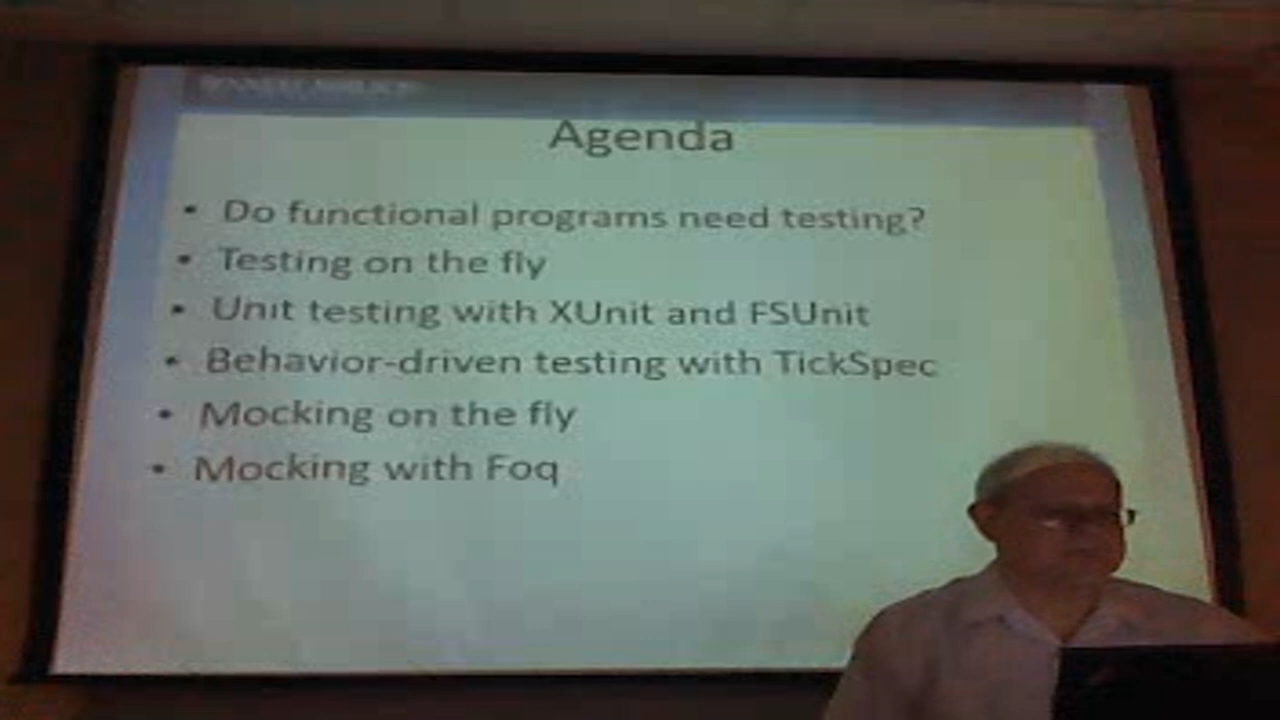 Agenda
• Do functional programs need testing?
• Testing on the fly
• Unit testing with XUnit and FSUnit
• Behavior-driven testing with TickSpec
• Mocking on the fly
• Mocking with Foq